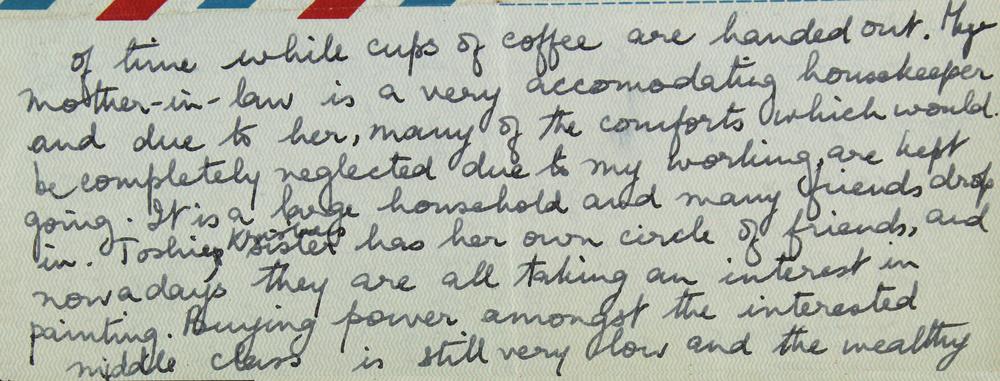 of time while cups of coffee are handed out. My
mother-in-law is a very accomodating housekeeper
and due to her, many of the comforts which would
be completely neglected due to my working, are kept
going. It is a large household and many friends drop
in. Toshie, Krishna's sister has her own circle of friends, and
nowadays they are all taking an interest in
painting. Buying power amongst the interested
middle class is still very low and the wealthy